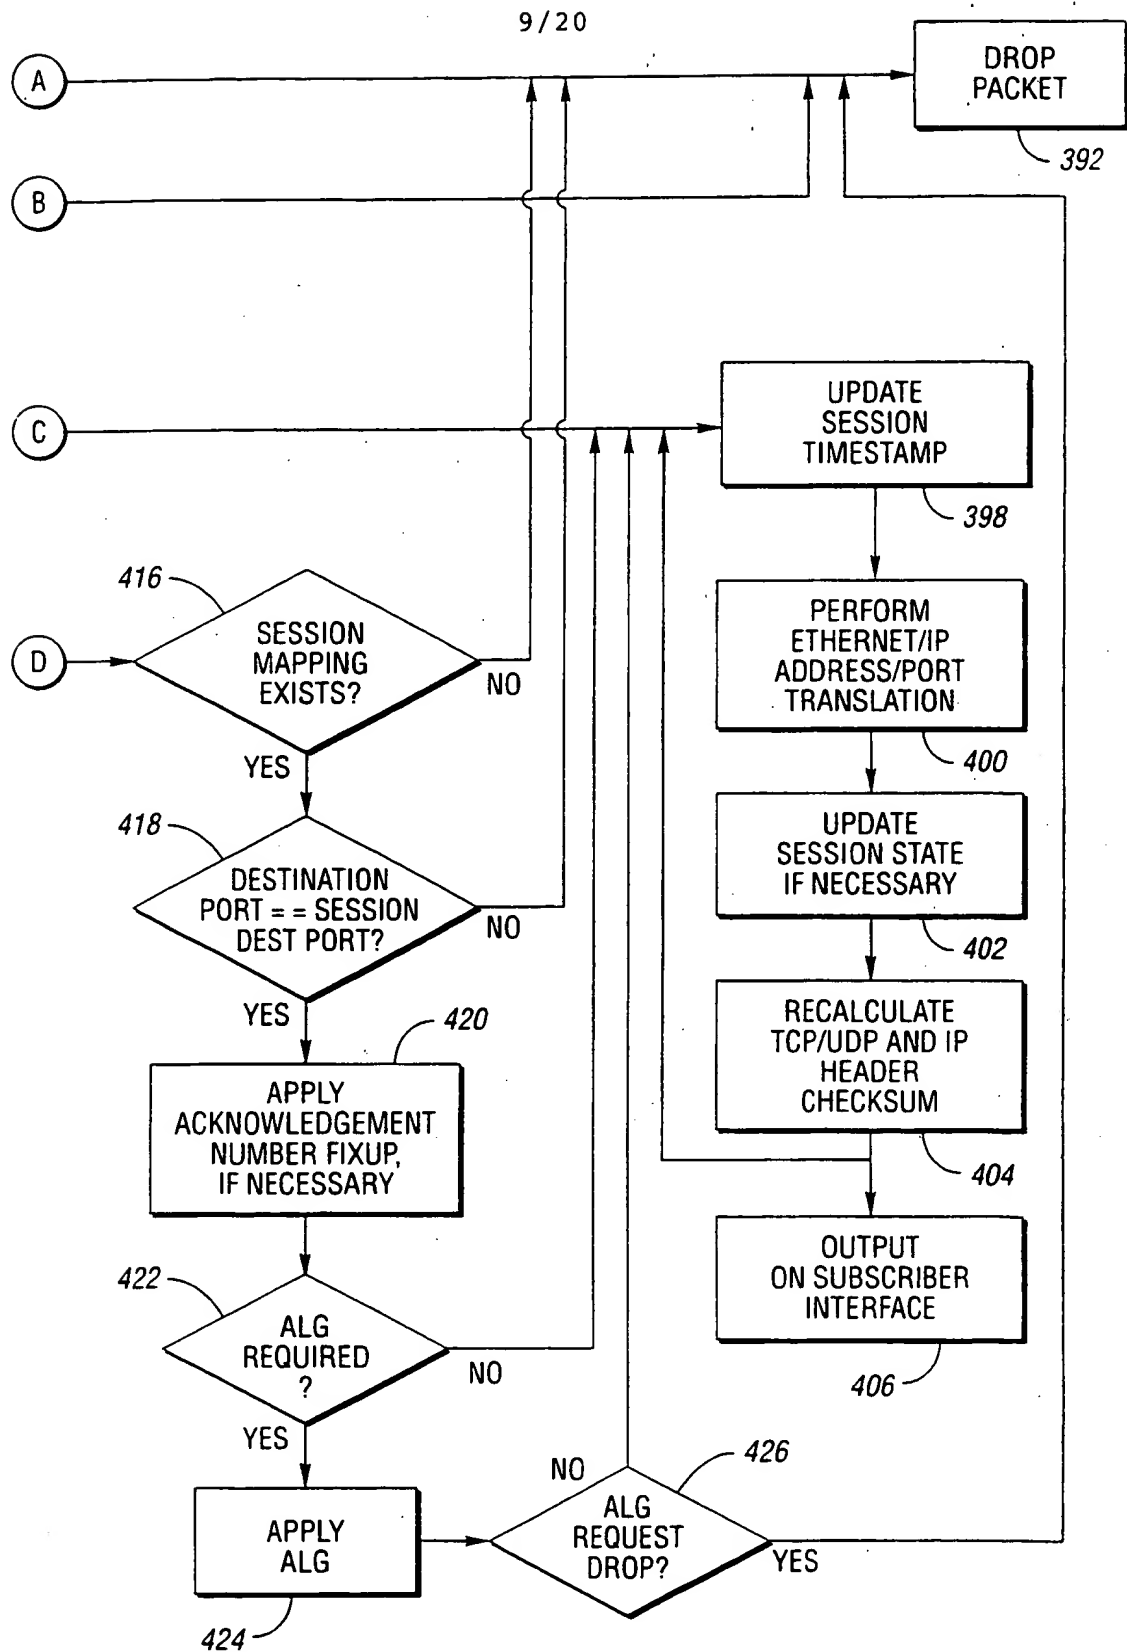 9/20
A
DROP
PACKET
392
B
C
UPDATE
SESSION
TIMESTAMP
398
416
D
SESSION
MAPPING
EXISTS?
NO
YES
PERFORM
ETHERNET/IP
ADDRESS/PORT
TRANSLATION
400
418
DESTINATION
PORT = = SESSION
DEST PORT?
NO
YES
UPDATE
SESSION STATE
IF NECESSARY
402
420
APPLY
ACKNOWLEDGEMENT
NUMBER FIXUP,
IF NECESSARY
RECALCULATE
TCP/UDP AND IP
HEADER
CHECKSUM
404
422
ALG
REQUIRED
?
NO
YES
OUTPUT
ON SUBSCRIBER
INTERFACE
406
APPLY
ALG
424
NO
426
ALG
REQUEST
DROP?
YES